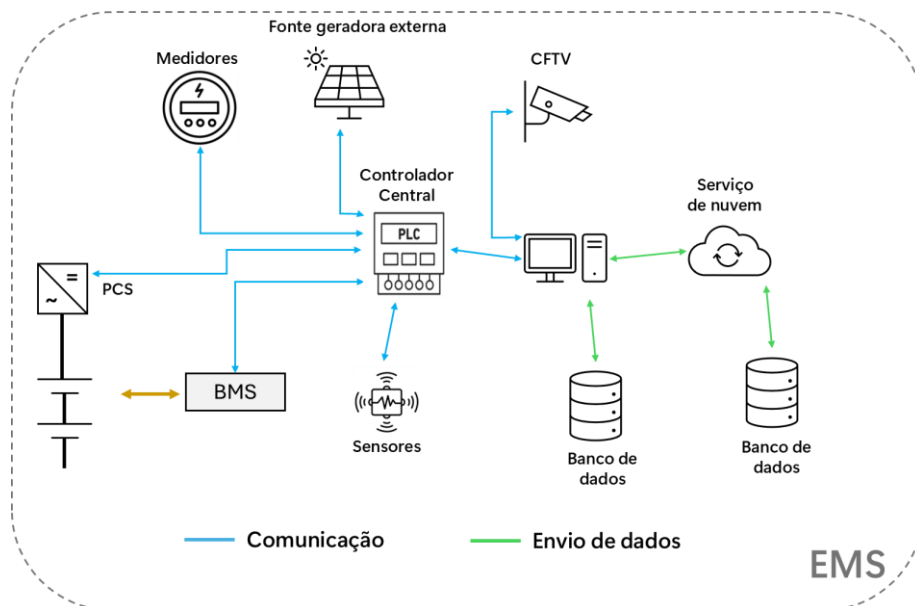 Fonte geradora externa
Medidores
CFTV
Controlador
Central
Serviço
de nuvem
PLC
PCS
BMS
Sensores
Banco de
dados
Banco de
dados
Comunicação
Envio de dados
EMS